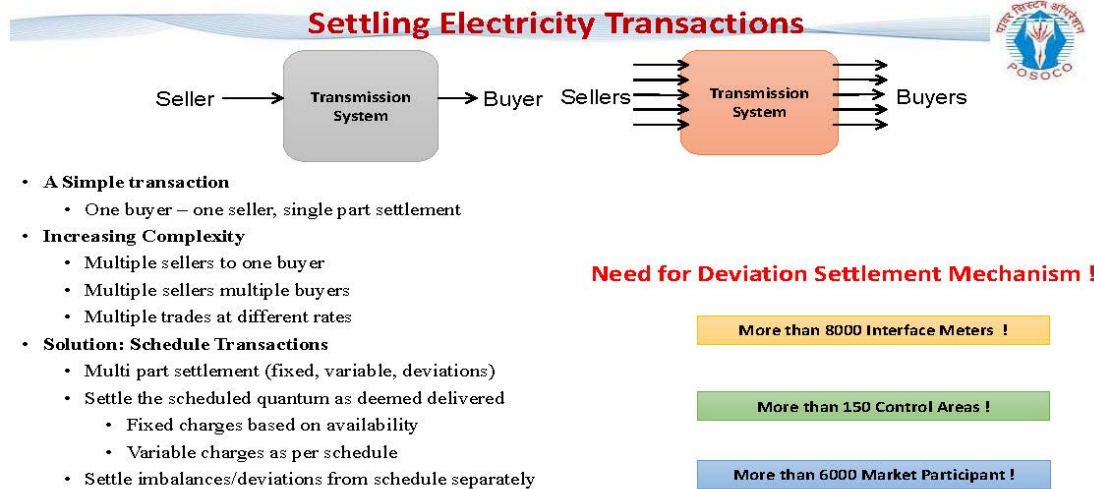 Settling Electricity Transactions
पावर सिस्टम ऑपरेशन
POSOCO
Seller
Transmission
System
Buyer
Sellers
Transmission
System
Buyers
• A Simple transaction
• One buyer – one seller, single part settlement
• Increasing Complexity
• Multiple sellers to one buyer
• Multiple sellers multiple buyers
• Multiple trades at different rates
• Solution: Schedule Transactions
• Multi part settlement (fixed, variable, deviations)
• Settle the scheduled quantum as deemed delivered
• Fixed charges based on availability
• Variable charges as per schedule
• Settle imbalances/deviations from schedule separately
Need for Deviation Settlement Mechanism !
More than 8000 Interface Meters !
More than 150 Control Areas !
More than 6000 Market Participant !